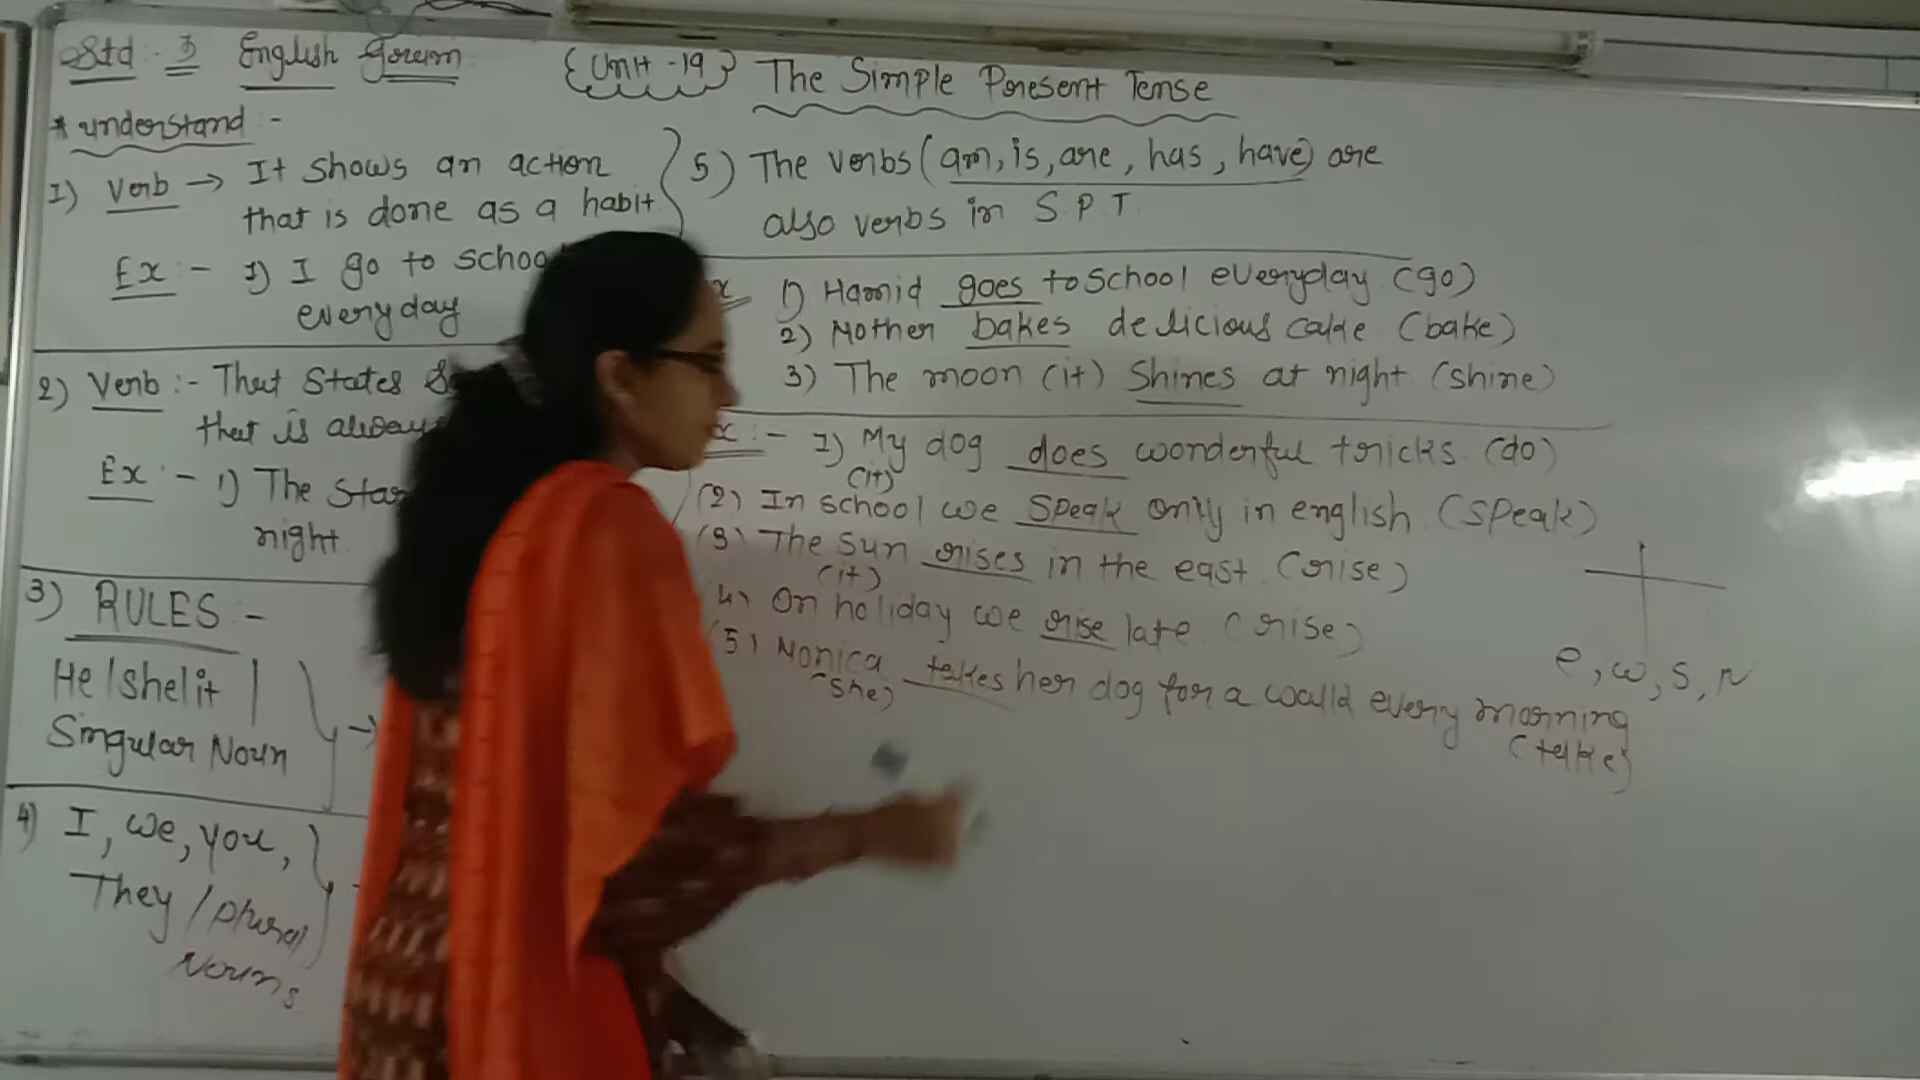 Std - 3 English Gram
{Unit -19} The Simple Present Tense
* understand :-
1) Verb → It shows an action
that is done as a habit
Ex :- 1) I go to school
everyday
2) Verb :- That States
that is always
Ex :- 1) The Star
night
3) RULES :-
He/she/it /
Singular Noun →
4) I, we, you,
They / plural
Nouns
5) The verbs (am, is, are, has, have) are
also verbs in S.P.T
1) Hamid goes to school everyday (go)
2) Mother bakes delicious cake (bake)
3) The moon (it) Shines at night (shine)
Ex :- 1) My dog does wonderful tricks. (do)
(it)
(2) In school we speak only in english (speak)
(3) The sun rises in the east (rise)
(it)
4) On holiday we rise late (rise)
(5) Monica takes her dog for a walk every morning
(she)
(take)
e, w, s, n